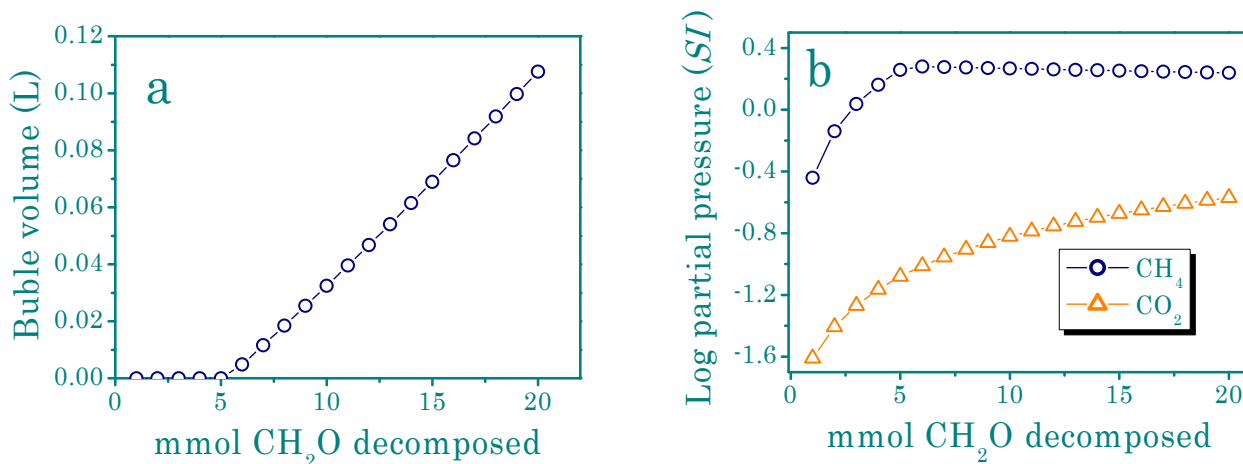 a
Buble volume (L)
0.12
0.10
0.08
0.06
0.04
0.02
0.00
0
5
10
15
20
mmol CH₂O decomposed
b
Log partial pressure (SI)
0.4
0.0
-0.4
-0.8
-1.2
-1.6
CH₄
CO₂
0
5
10
15
20
mmol CH₂O decomposed